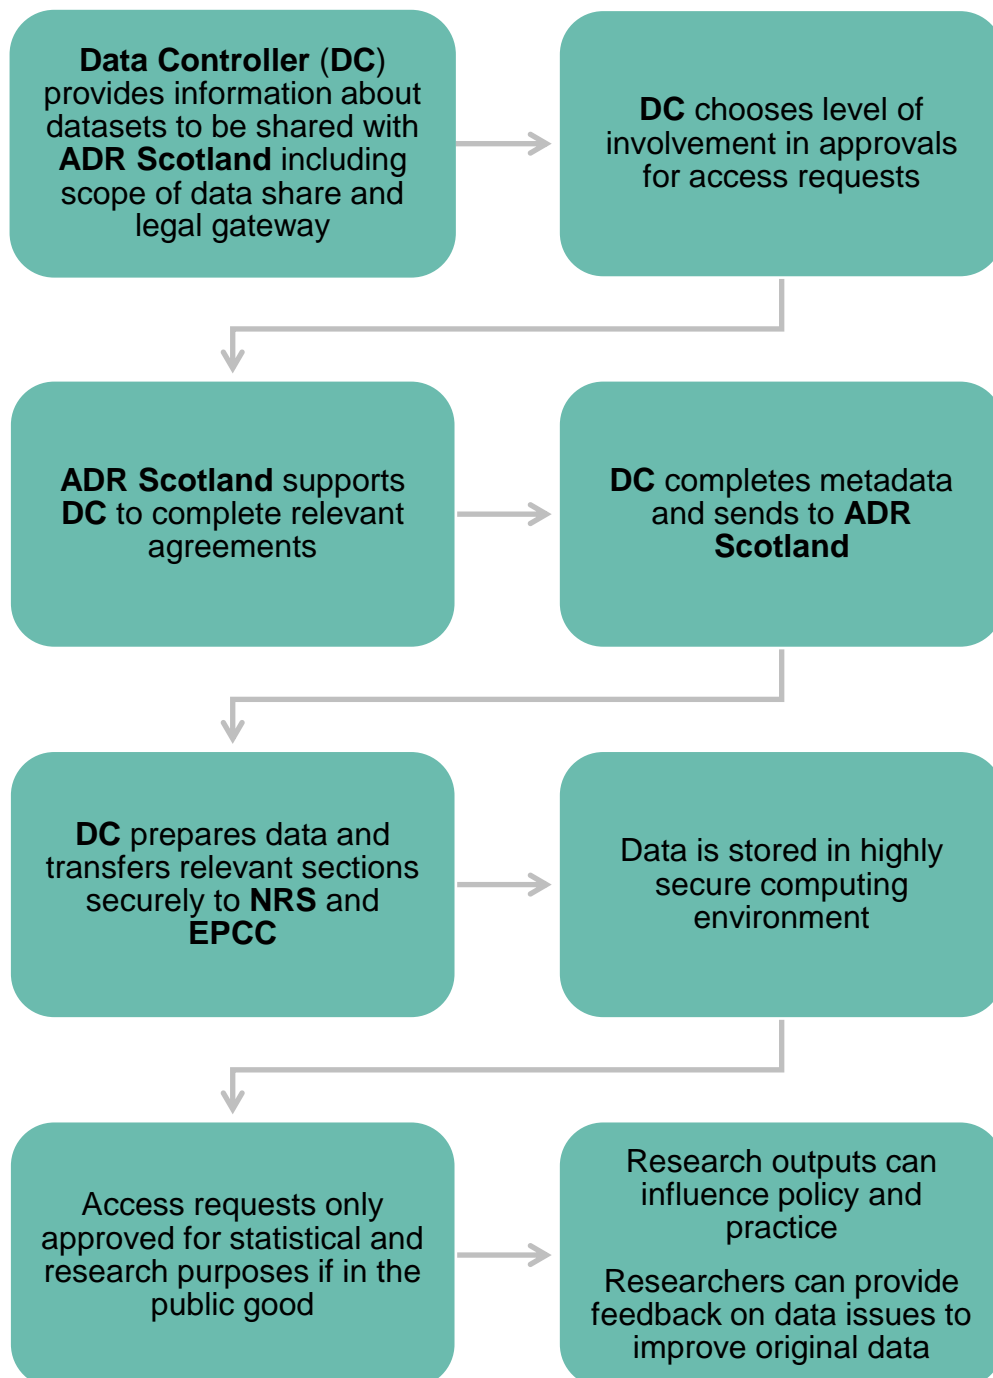 Data Controller (DC)
provides information about
datasets to be shared with
ADR Scotland including
scope of data share and
legal gateway
DC chooses level of
involvement in approvals
for access requests
ADR Scotland supports
DC to complete relevant
agreements
DC completes metadata
and sends to ADR
Scotland
DC prepares data and
transfers relevant sections
securely to NRS and
EPCC
Data is stored in highly
secure computing
environment
Access requests only
approved for statistical and
research purposes if in the
public good
Research outputs can
influence policy and
practice
Researchers can provide
feedback on data issues to
improve original data